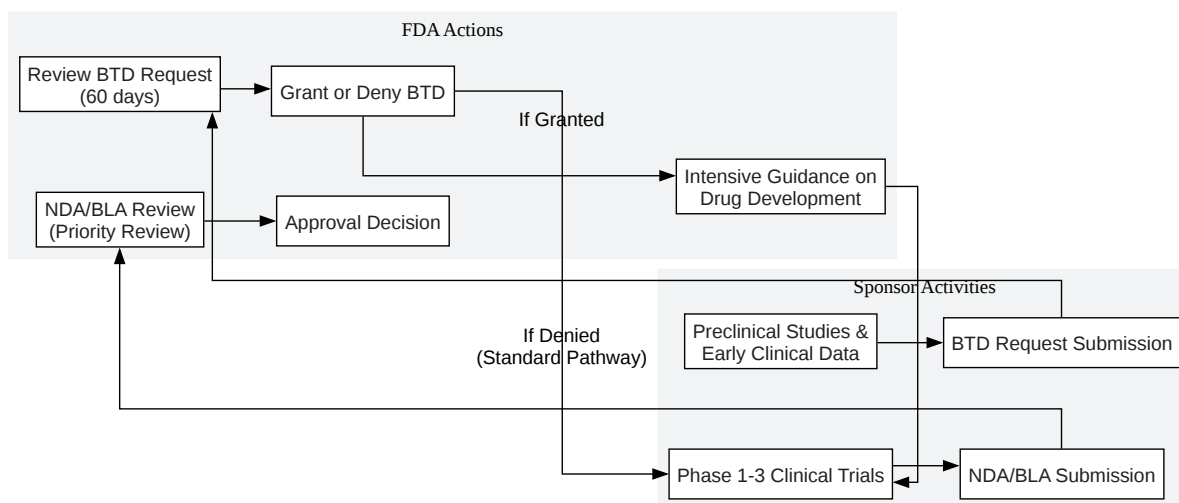 FDA Actions
Review BTD Request
(60 days)
Grant or Deny BTD
If Granted
Intensive Guidance on
Drug Development
NDA/BLA Review
(Priority Review)
Approval Decision
Sponsor Activities
If Denied
(Standard Pathway)
Preclinical Studies &
Early Clinical Data
BTD Request Submission
Phase 1-3 Clinical Trials
NDA/BLA Submission